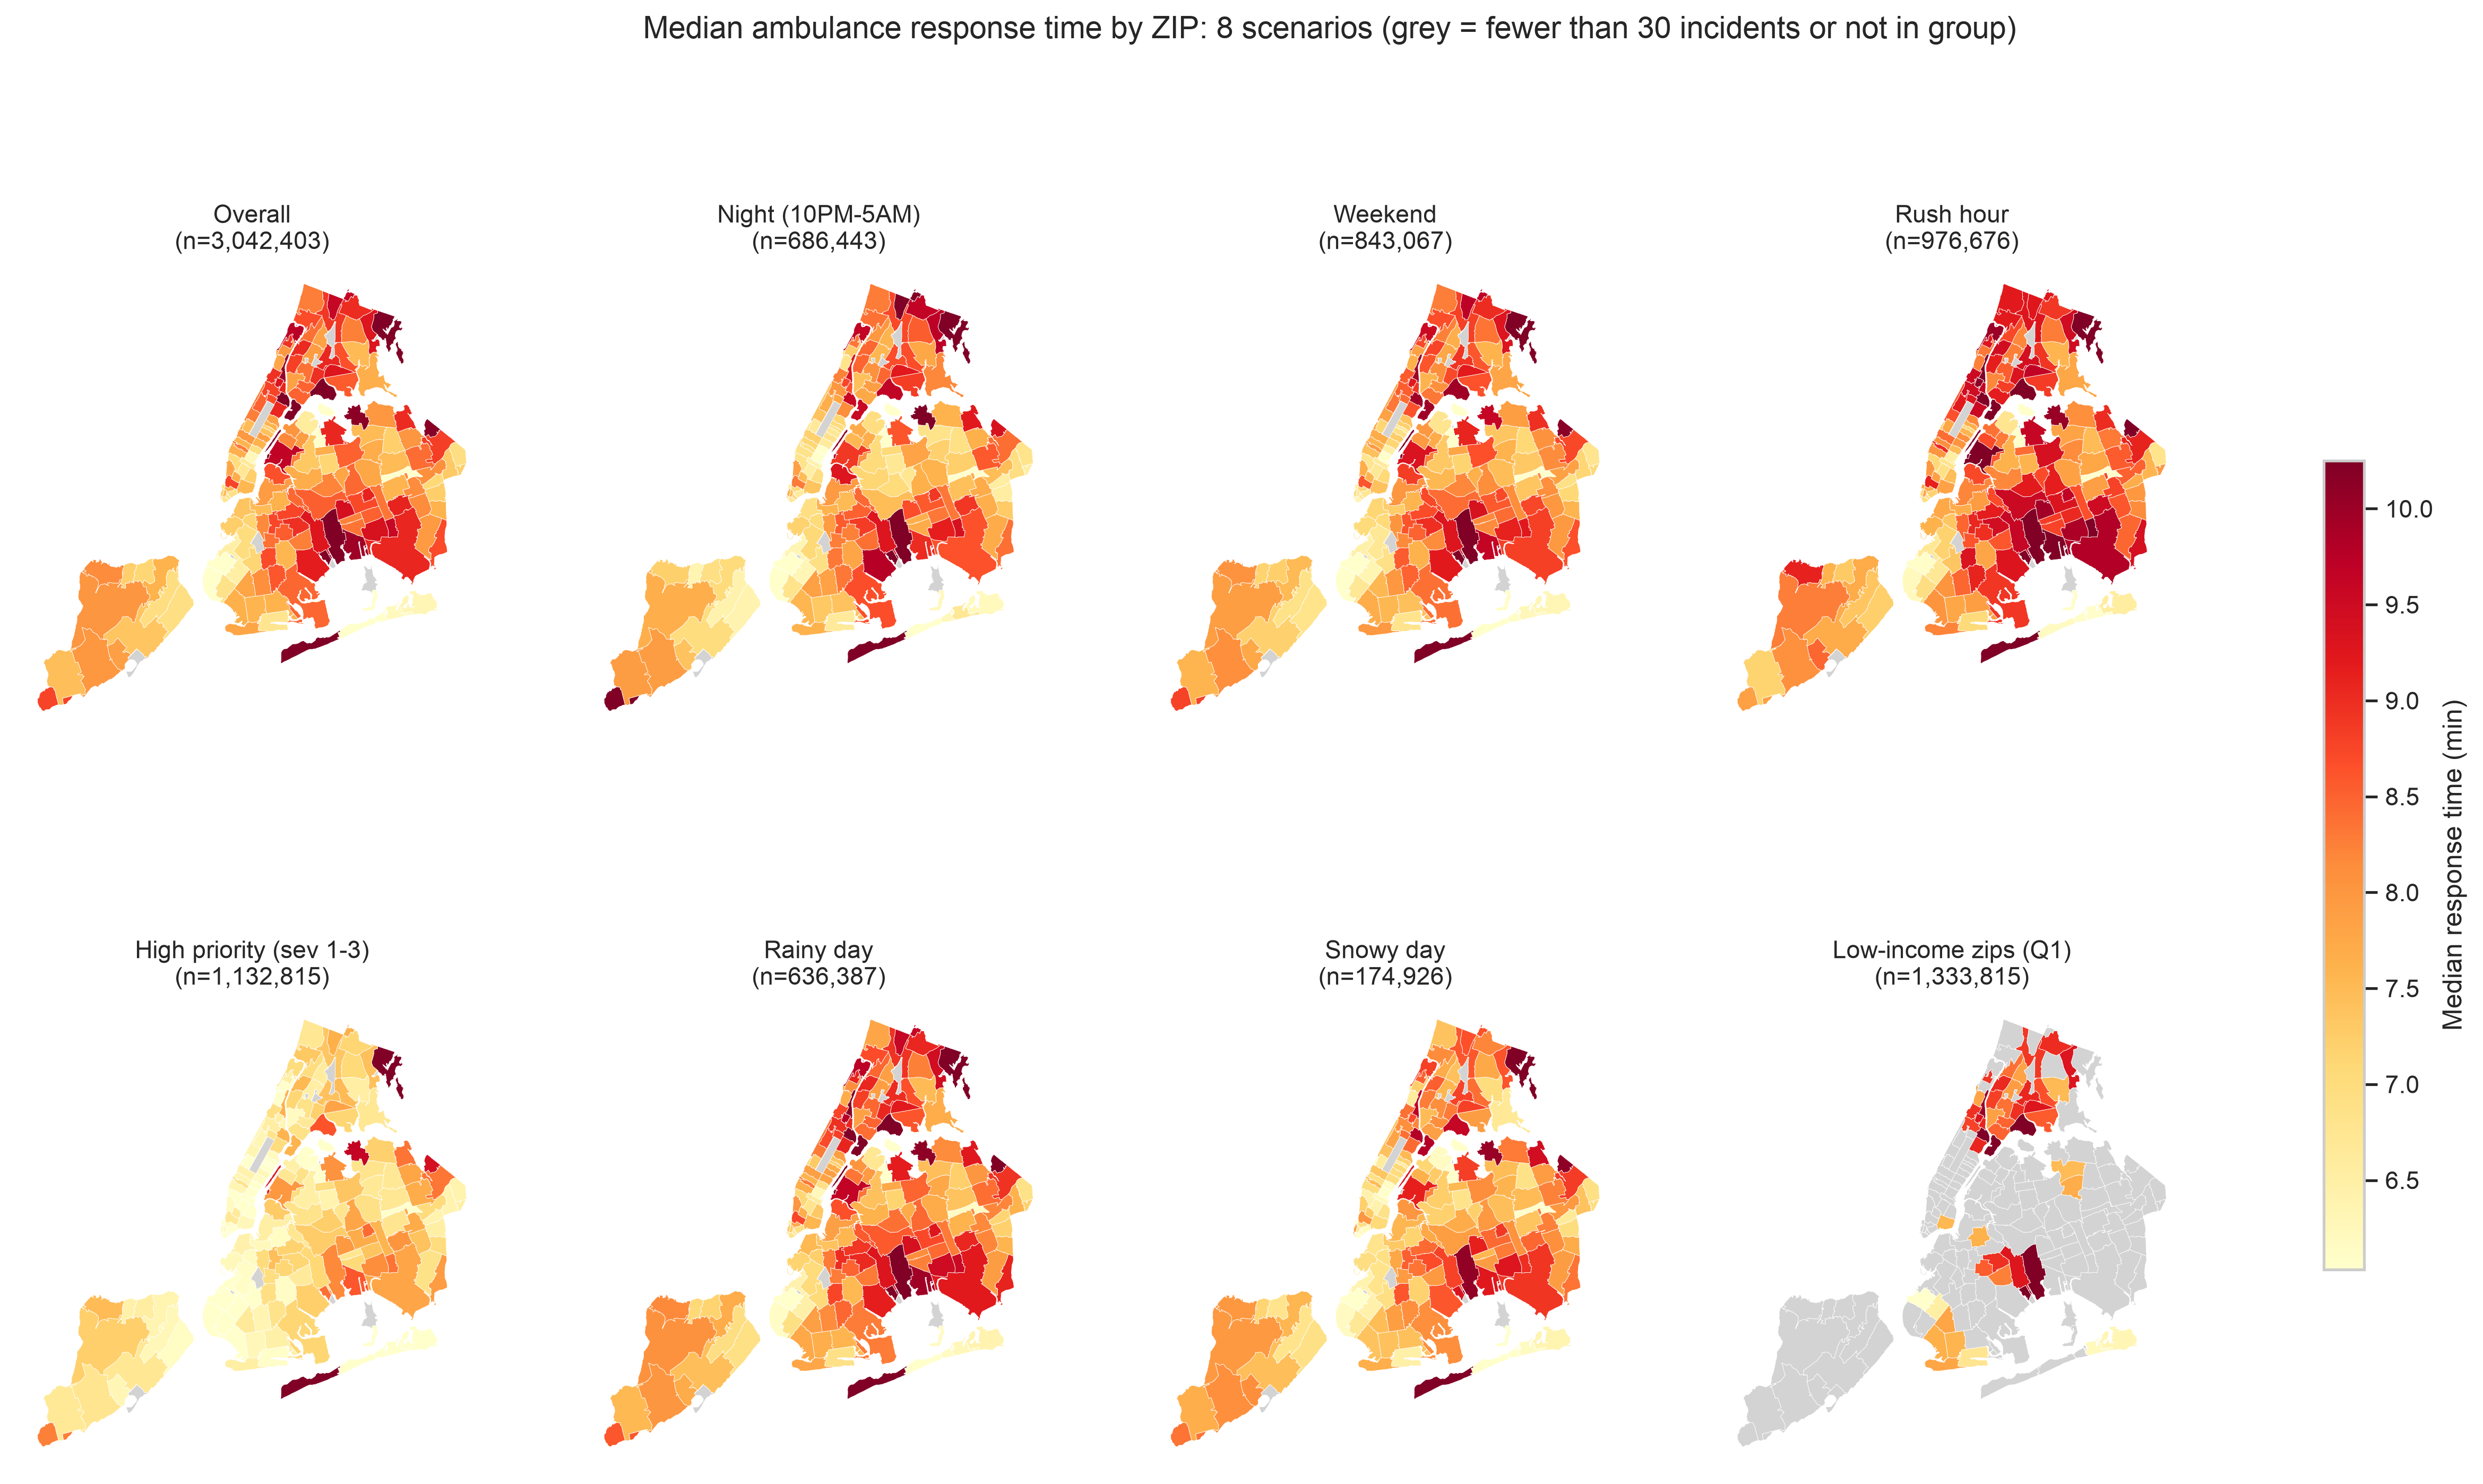 Median ambulance response time by ZIP: 8 scenarios (grey = fewer than 30 incidents or not in group)
Overall
(n=3,042,403)
Night (10PM-5AM)
(n=686,443)
Weekend
(n=843,067)
Rush hour
(n=976,676)
High priority (sev 1-3)
(n=1,132,815)
Rainy day
(n=636,387)
Snowy day
(n=174,926)
Low-income zips (Q1)
(n=1,333,815)
10.0
9.5
9.0
8.5
8.0
7.5
7.0
6.5
Median response time (min)